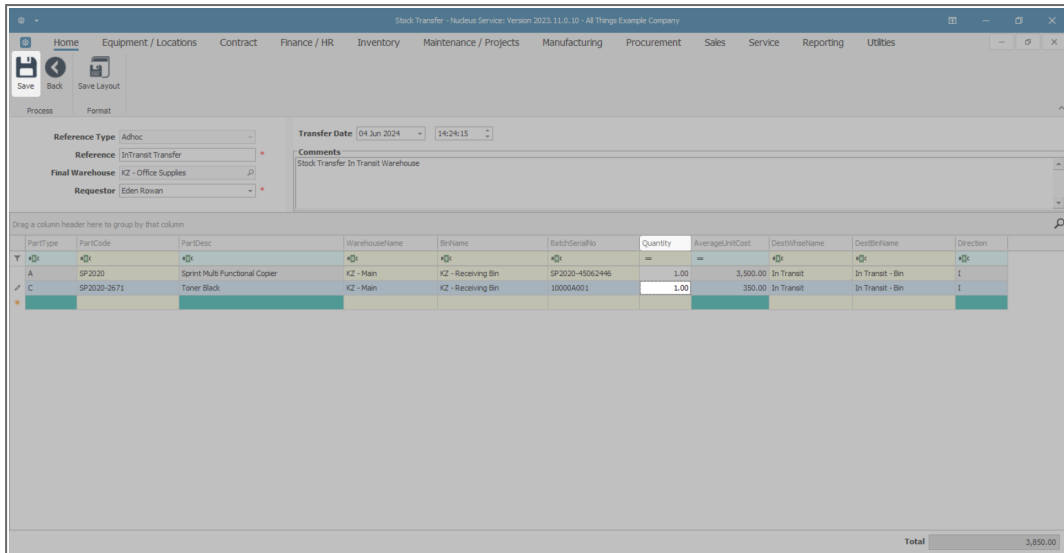 Stock Transfer - Nucleus Service: Version 2023.11.0.10 - All Things Example Company
Home Equipment / Locations Contract Finance / HR Inventory Maintenance / Projects Manufacturing Procurement Sales Service Reporting Utilities
Save Back Save Layout
Process Format
Reference Type Adhoc Transfer Date 04 Jun 2024 14:24:15
Reference InTransit Transfer * Comments
Stock Transfer In Transit Warehouse
Final Warehouse KZ - Office Supplies
Requestor Eden Rowan *
Drag a column header here to group by that column
PartType PartCode PartDesc WarehouseName BinName BatchSerialNo Quantity AverageUnitCost DestWhseName DestBinName Direction
= =
A SP2020 Sprint Multi Functional Copier KZ - Main KZ - Receiving Bin SP2020-45062446 1.00 3,500.00 In Transit In Transit - Bin I
C SP2020-2671 Toner Black KZ - Main KZ - Receiving Bin 10000A001 1.00 350.00 In Transit In Transit - Bin I
Total 3,850.00